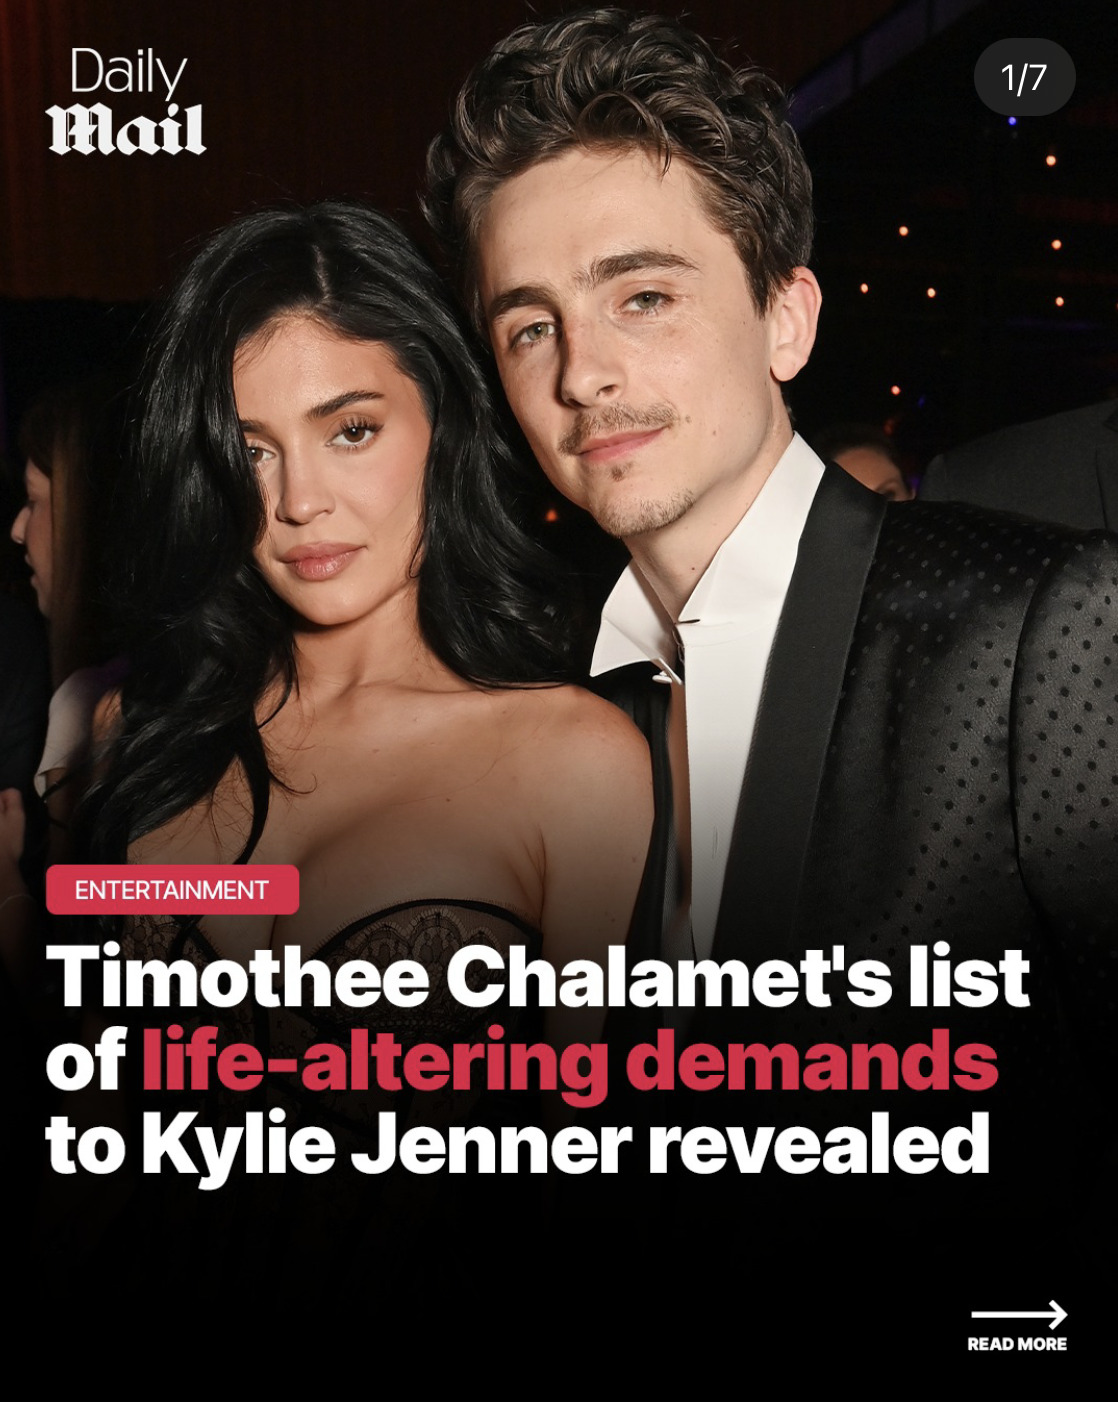 Daily
Mail
1/7
ENTERTAINMENT
Timothee Chalamet's list
of life-altering demands
to Kylie Jenner revealed
READ MORE